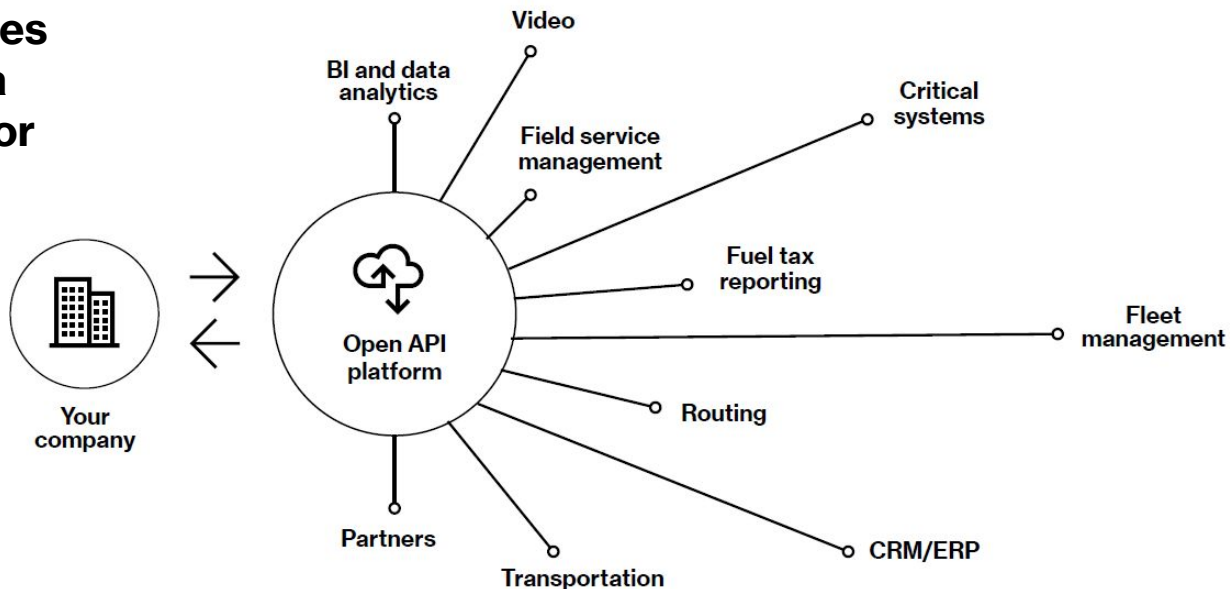 es
a
or
Video
BI and data
analytics
Critical
systems
Field service
management
Fuel tax
reporting
Fleet
management
Open API
platform
Your
company
Routing
Partners
CRM/ERP
Transportation